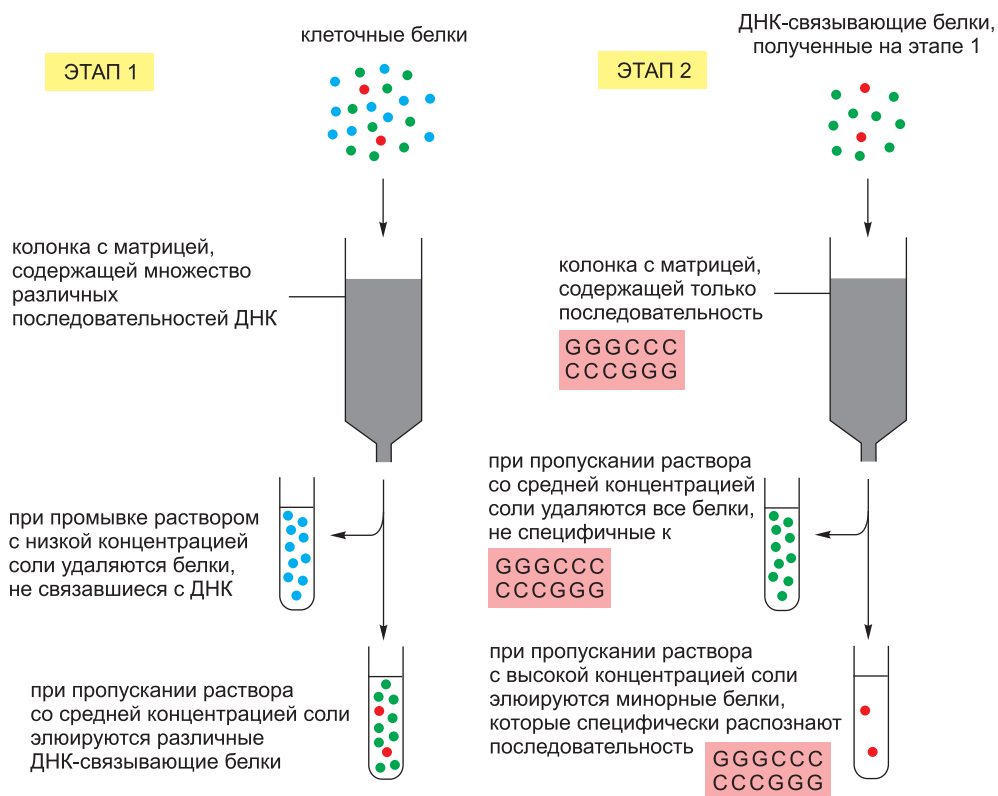 ЭТАП 1
клеточные белки
колонка с матрицей,
содержащей множество
различных
последовательностей ДНК
при промывке раствором
с низкой концентрацией
соли удаляются белки,
не связавшиеся с ДНК
при пропускании раствора
со средней концентрацией соли
элюируются различные
ДНК-связывающие белки
ЭТАП 2
ДНК-связывающие белки,
полученные на этапе 1
колонка с матрицей,
содержащей только
последовательность
GGGCCC
CCCGGG
при пропускании раствора
со средней концентрацией
соли удаляются все белки,
не специфичные к
GGGCCC
CCCGGG
при пропускании раствора
с высокой концентрацией соли
элюируются минорные белки,
которые специфически распознают
последовательность
GGGCCC
CCCGGG